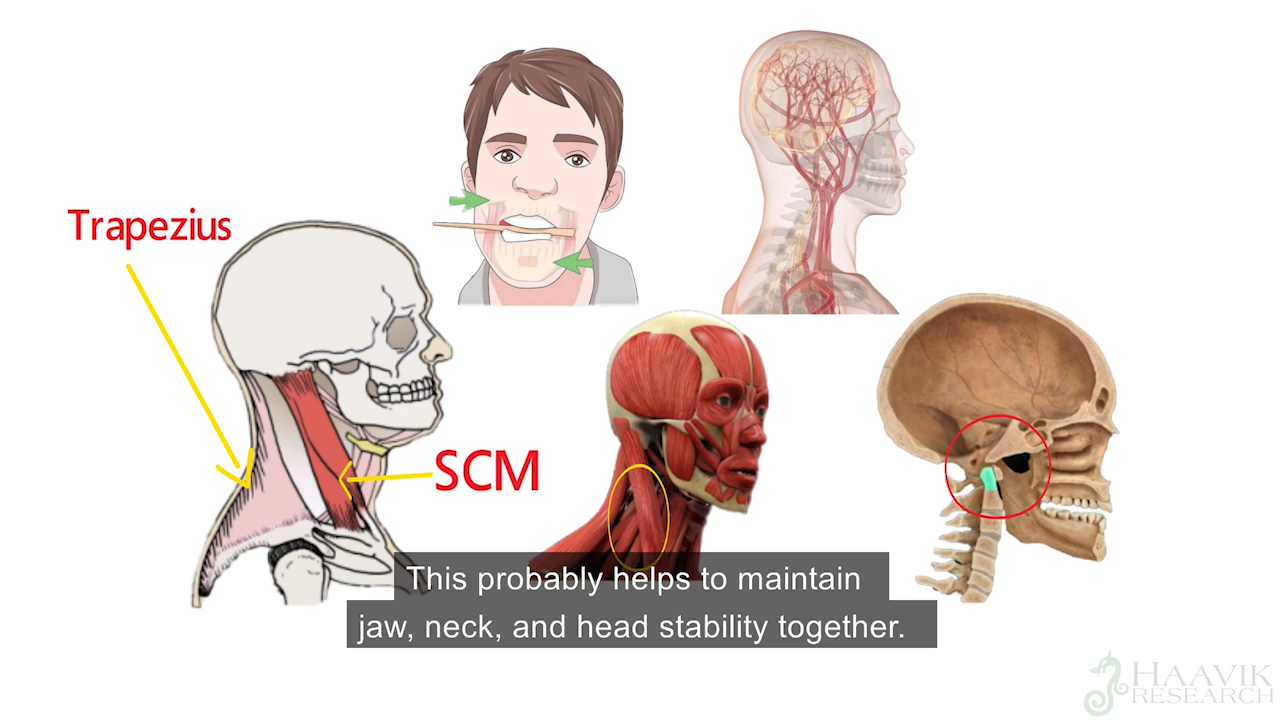 Trapezius
SCM
This probably helps to maintain
jaw, neck, and head stability together.
HAAVIK
RESEARCH